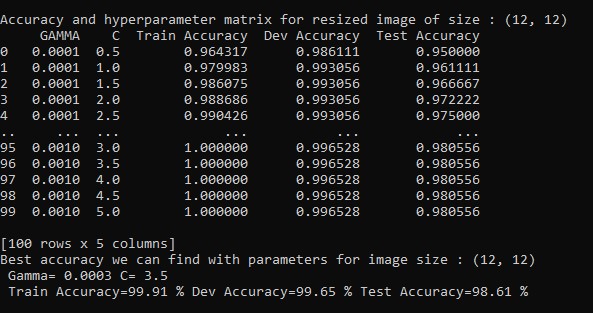 Accuracy and hyperparameter matrix for resized image of size : (12, 12)
GAMMA C Train Accuracy Dev Accuracy Test Accuracy
0 0.0001 0.5 0.964317 0.986111 0.950000
1 0.0001 1.0 0.979983 0.993056 0.961111
2 0.0001 1.5 0.986075 0.993056 0.966667
3 0.0001 2.0 0.988686 0.993056 0.972222
4 0.0001 2.5 0.990426 0.993056 0.975000
.. ... ... ... ... ...
95 0.0010 3.0 1.000000 0.996528 0.980556
96 0.0010 3.5 1.000000 0.996528 0.980556
97 0.0010 4.0 1.000000 0.996528 0.980556
98 0.0010 4.5 1.000000 0.996528 0.980556
99 0.0010 5.0 1.000000 0.996528 0.980556
[100 rows x 5 columns]
Best accuracy we can find with parameters for image size : (12, 12)
Gamma= 0.0003 C= 3.5
Train Accuracy=99.91 % Dev Accuracy=99.65 % Test Accuracy=98.61 %